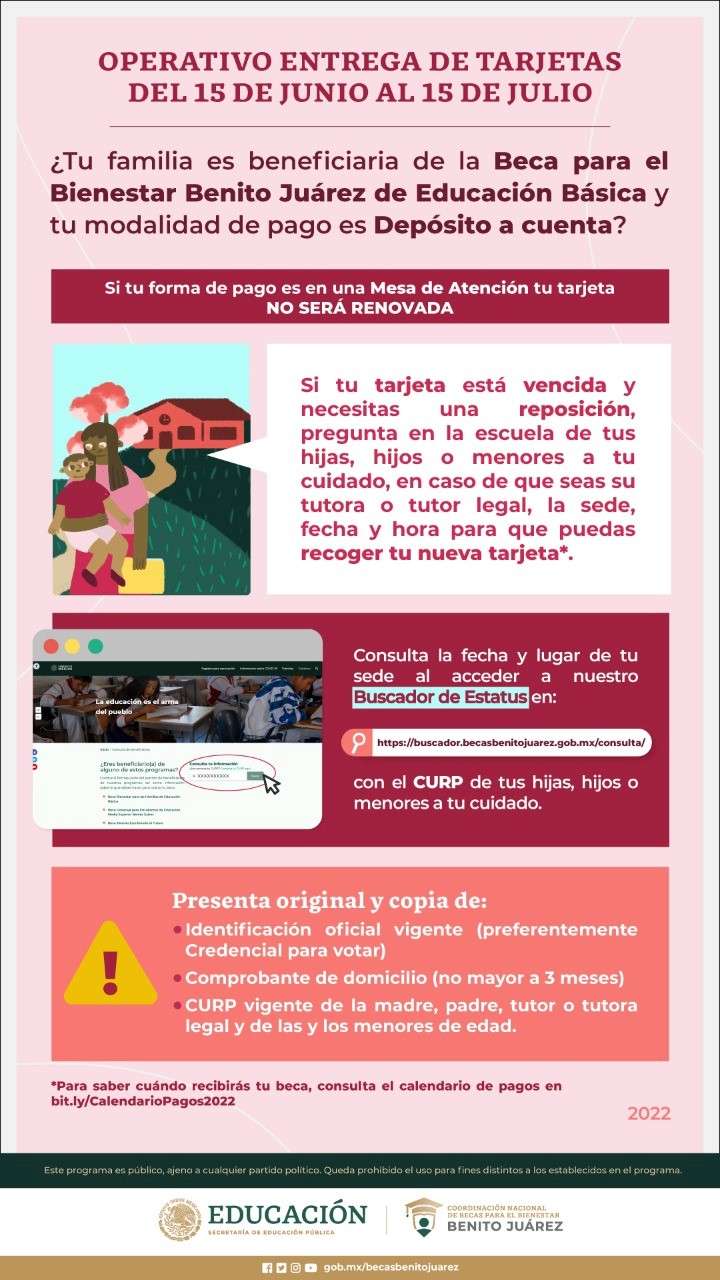 OPERATIVO ENTREGA DE TARJETAS
DEL 15 DE JUNIO AL 15 DE JULIO
¿Tu familia es beneficiaria de la Beca para el
Bienestar Benito Juárez de Educación Básica y
tu modalidad de pago es Depósito a cuenta?
Si tu forma de pago es en una Mesa de Atención tu tarjeta
NO SERÁ RENOVADA
Si tu tarjeta está vencida y
necesitas una reposición,
pregunta en la escuela de tus
hijas, hijos o menores a tu
cuidado, en caso de que seas su
tutora o tutor legal, la sede,
fecha y hora para que puedas
recoger tu nueva tarjeta*.
La educación es el arma
del pueblo
Inicio
¿Eres beneficiario(a) de
alguno de estos programas?
Consulta tu información
XXXXXXXXXX
Consulta la fecha y lugar de tu
sede al acceder a nuestro
Buscador de Estatus en:
https://buscador.becasbenitojuarez.gob.mx/consulta/
con el CURP de tus hijas, hijos o
menores a tu cuidado.
Presenta original y copia de:
•Identificación oficial vigente (preferentemente
Credencial para votar)
•Comprobante de domicilio (no mayor a 3 meses)
•CURP vigente de la madre, padre, tutor o tutora
legal y de las y los menores de edad.
*Para saber cuándo recibirás tu beca, consulta el calendario de pagos en
bit.ly/CalendarioPagos2022
2022
Este programa es público, ajeno a cualquier partido político. Queda prohibido el uso para fines distintos a los establecidos en el programa.
EDUCACIÓN
SECRETARÍA DE EDUCACIÓN PÚBLICA
COORDINACIÓN NACIONAL
DE BECAS PARA EL BIENESTAR
BENITO JUÁREZ
gob.mx/becasbenitojuarez